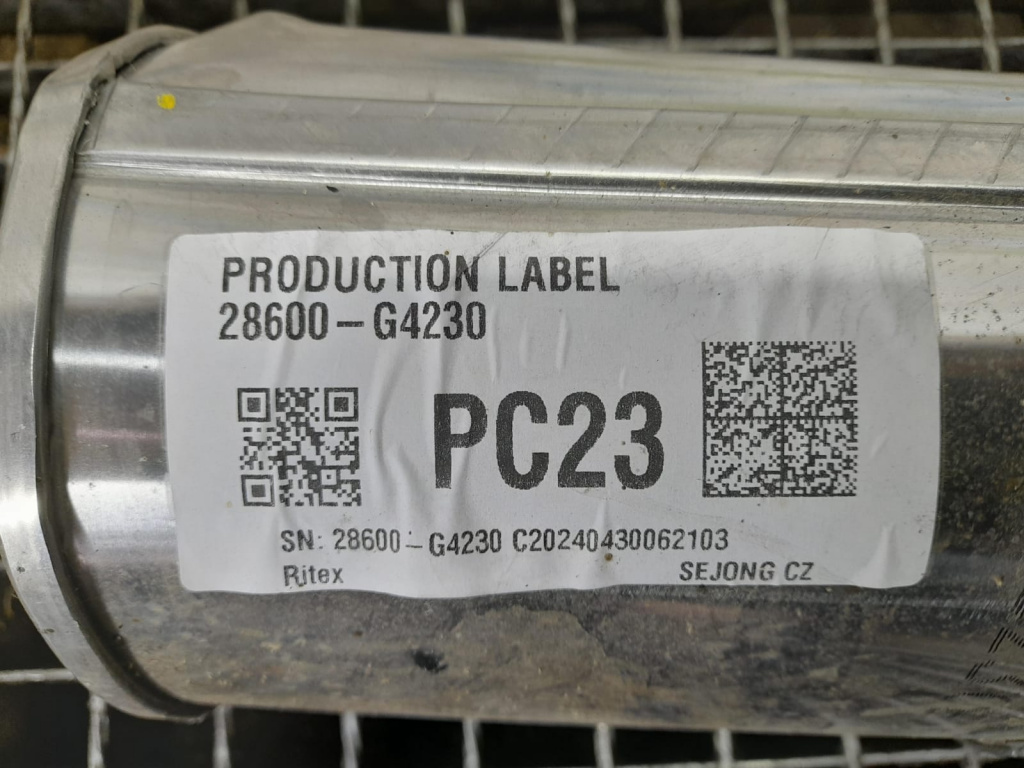 PRODUCTION LABEL
28600-G4230
PC23
SN: 28600-G4230 C20240430062103
Ritex SEJONG CZ